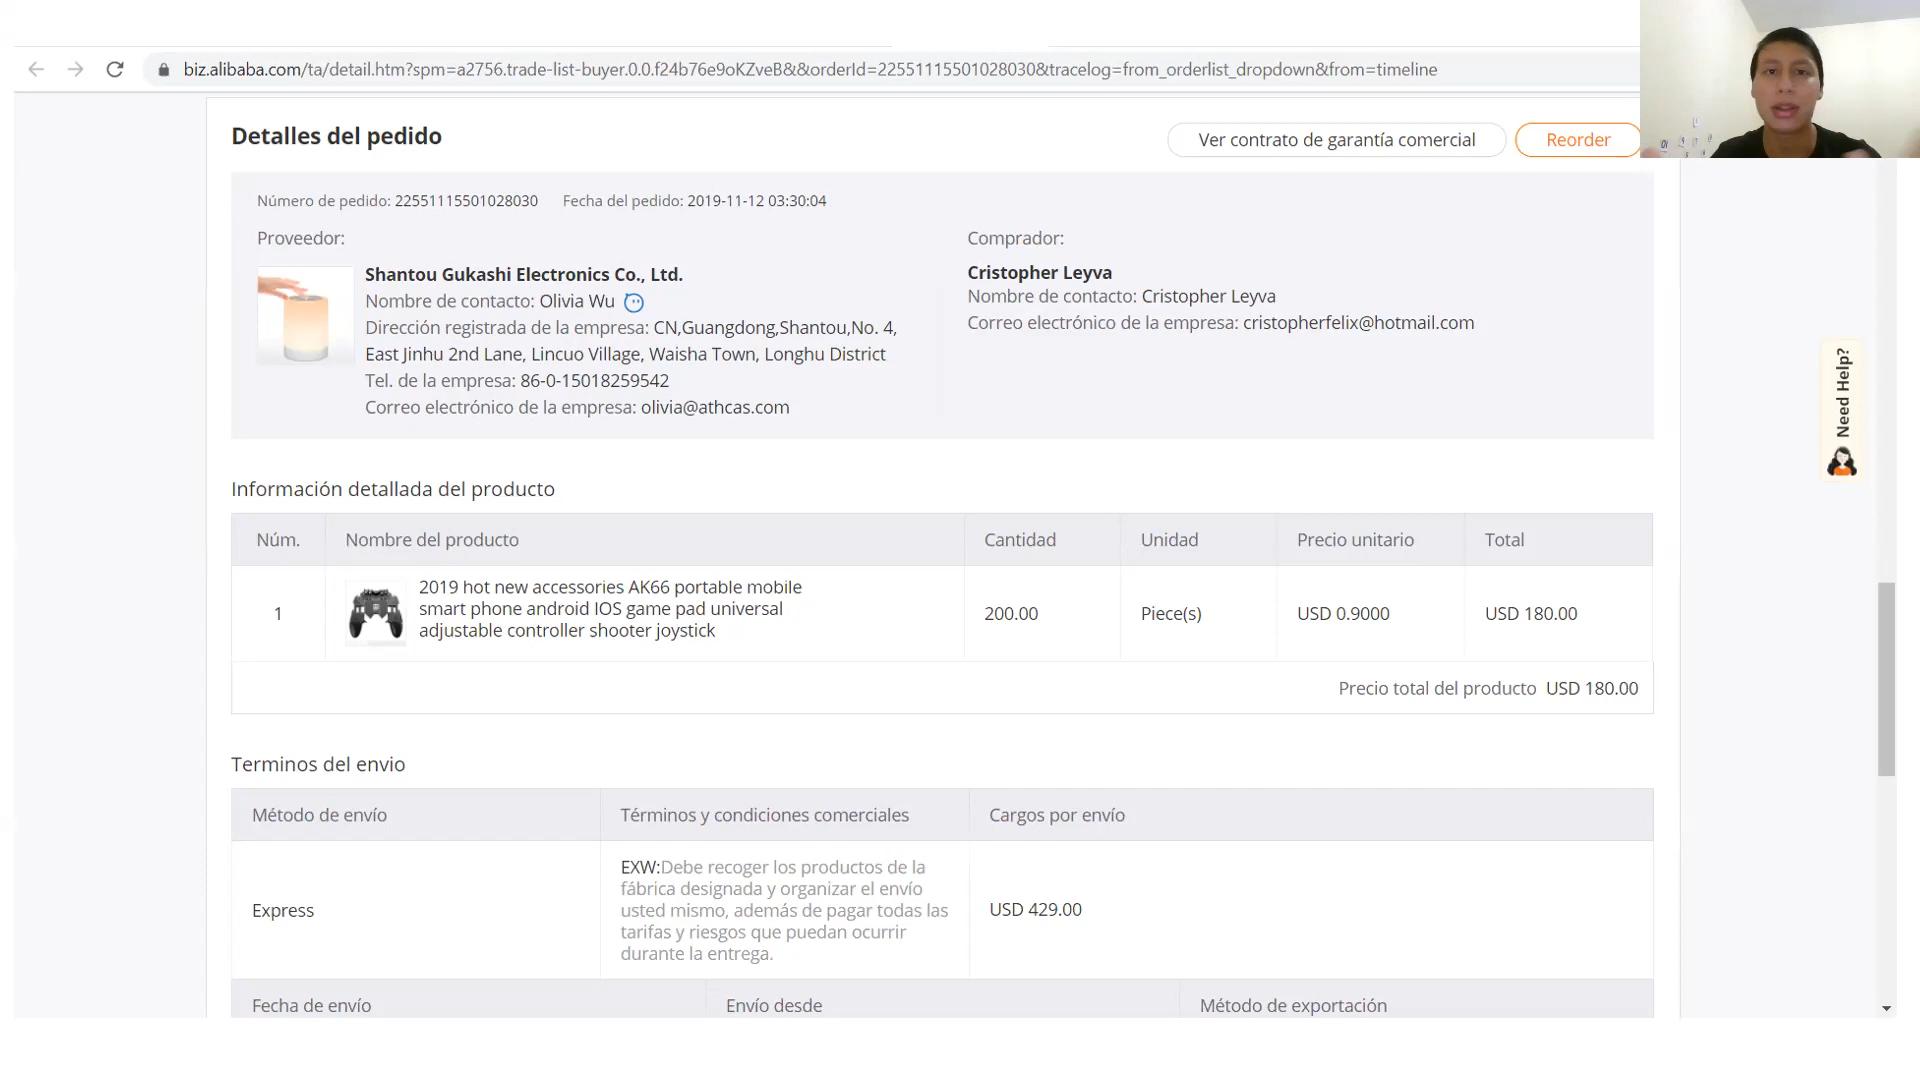 biz.alibaba.com/ta/detail.htm?spm=a2756.trade-list-buyer.0.0.f24b76e9oKZveB&&orderId=22551115501028030&tracelog=from_orderlist_dropdown&from=timeline
Detalles del pedido
Ver contrato de garantía comercial
Reorder
Número de pedido: 22551115501028030
Fecha del pedido: 2019-11-12 03:30:04
Proveedor:
Shantou Gukashi Electronics Co., Ltd.
Nombre de contacto: Olivia Wu
Dirección registrada de la empresa: CN,Guangdong,Shantou,No. 4,
East Jinhu 2nd Lane, Lincuo Village, Waisha Town, Longhu District
Tel. de la empresa: 86-0-15018259542
Correo electrónico de la empresa: olivia@athcas.com
Comprador:
Cristopher Leyva
Nombre de contacto: Cristopher Leyva
Correo electrónico de la empresa: cristopherfelix@hotmail.com
Need Help?
Información detallada del producto
Núm.
Nombre del producto
Cantidad
Unidad
Precio unitario
Total
1
2019 hot new accessories AK66 portable mobile
smart phone android IOS game pad universal
adjustable controller shooter joystick
200.00
Piece(s)
USD 0.9000
USD 180.00
Precio total del producto USD 180.00
Terminos del envio
Método de envío
Términos y condiciones comerciales
Cargos por envío
Express
EXW:Debe recoger los productos de la
fábrica designada y organizar el envío
usted mismo, además de pagar todas las
tarifas y riesgos que puedan ocurrir
durante la entrega.
USD 429.00
Fecha de envío
Envío desde
Método de exportación